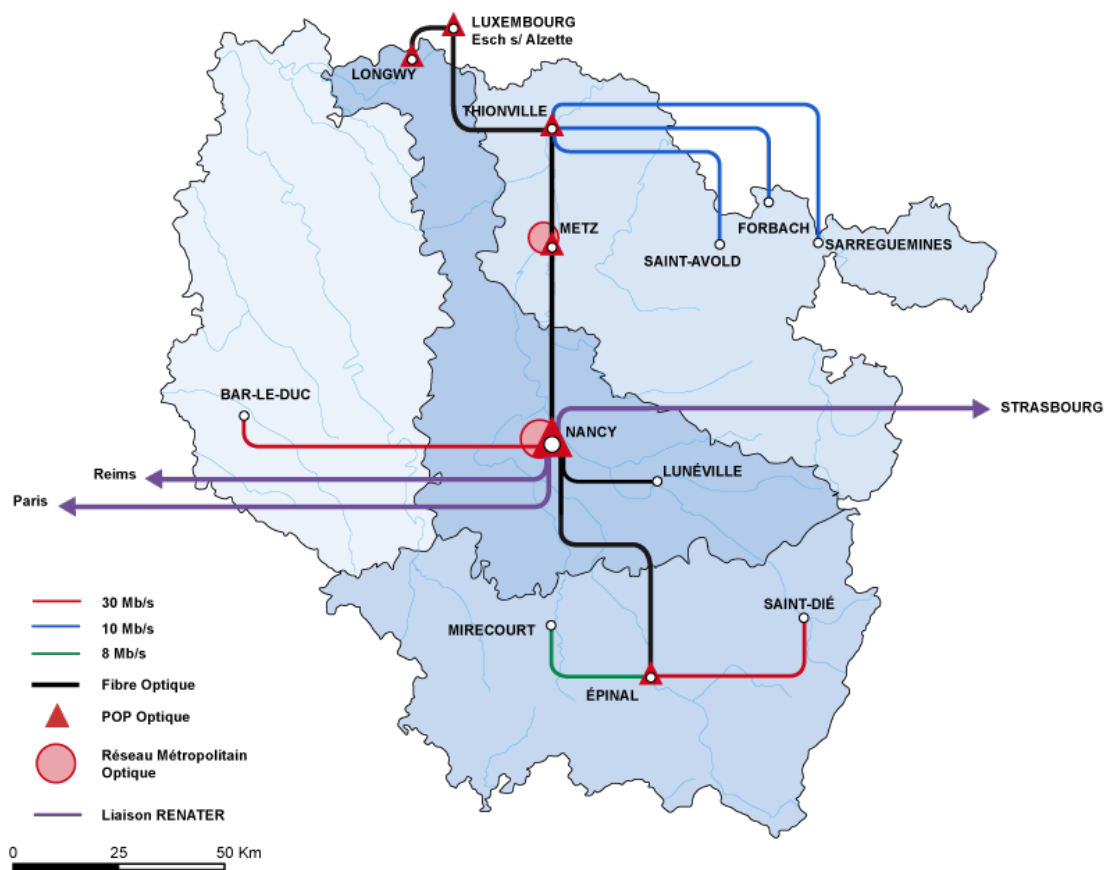 LUXEMBOURG
Esch s/ Alzette
LONGWY
THIONVILLE
METZ
FORBACH
SARREGUEMINES
SAINT-AVOLD
BAR-LE-DUC
STRASBOURG
NANCY
Reims
LUNÉVILLE
Paris
30 Mb/s
SAINT-DIÉ
10 Mb/s
MIRECOURT
8 Mb/s
Fibre Optique
ÉPINAL
POP Optique
Réseau Métropolitain
Optique
Liaison RENATER
0 25 50 Km